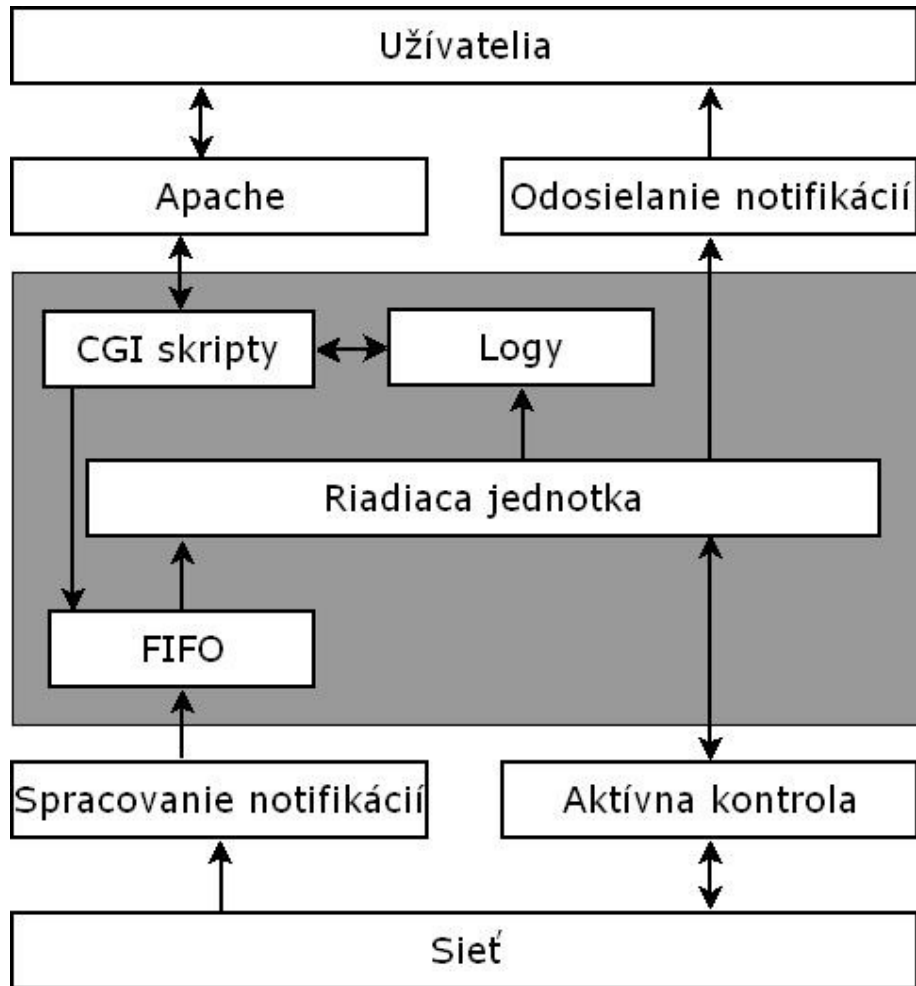 Užívatelia
Apache
Odosielanie notifikácií
CGI skripty
Logy
Riadiaca jednotka
FIFO
Spracovanie notifikácií
Aktívna kontrola
Sieť